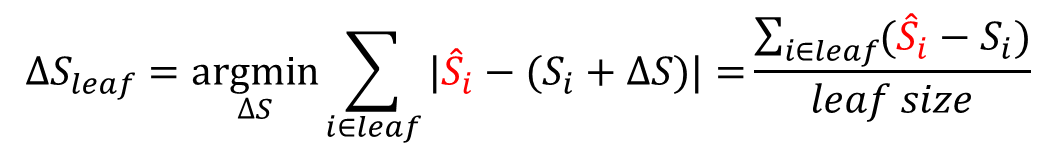 ΔS_leaf = argmin_ΔS ∑_{i∈leaf} |Ŝ_i − (S_i + ΔS)| = ∑_{i∈leaf}(Ŝ_i − S_i) / leaf size